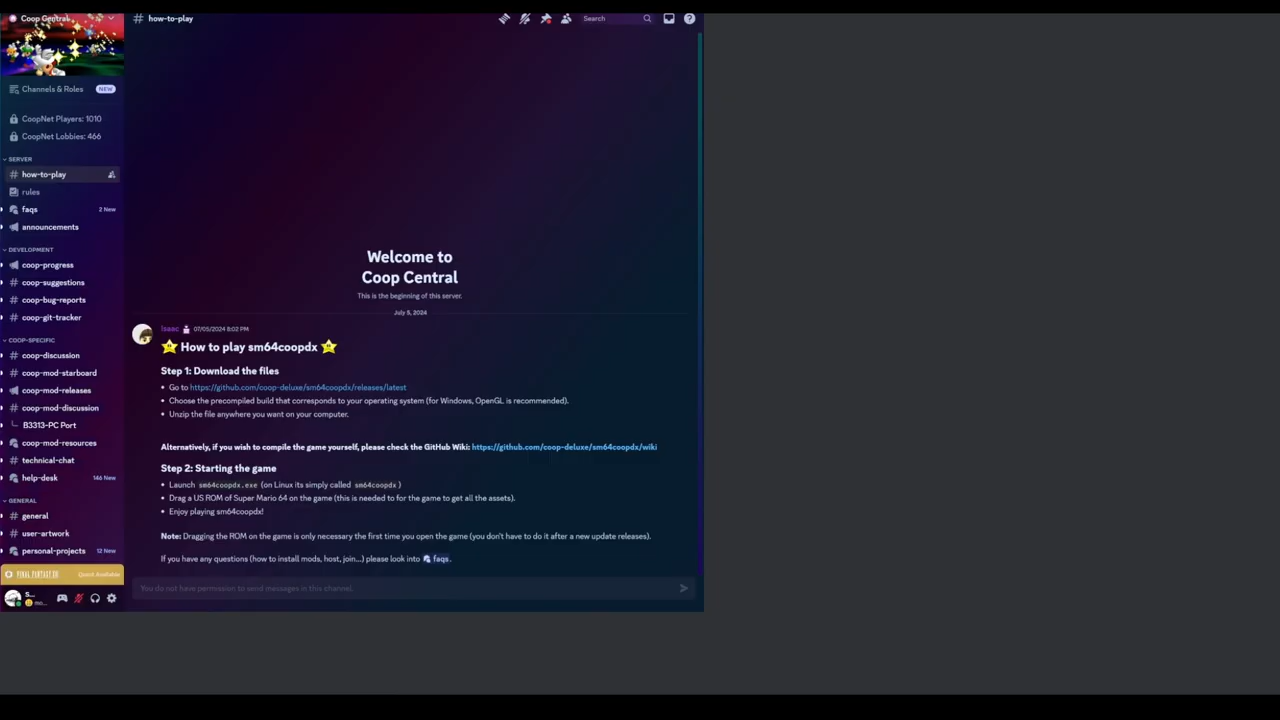 Coop Central
how-to-play
Search
Channels & Roles
NEW
CoopNet Players: 1010
CoopNet Lobbies: 466
SERVER
how-to-play
rules
faqs
2 New
announcements
DEVELOPMENT
coop-progress
coop-suggestions
coop-bug-reports
coop-git-tracker
COOP-SPECIFIC
coop-discussion
coop-mod-starboard
coop-mod-releases
coop-mod-discussion
B3313-PC Port
coop-mod-resources
technical-chat
help-desk
146 New
GENERAL
general
user-artwork
personal-projects
12 New
Quest Available
S...
mo...
Welcome to
Coop Central
This is the beginning of this server.
July 5, 2024
Isaac 07/05/2024 8:02 PM
How to play sm64coopdx
Step 1: Download the files
• Go to https://github.com/coop-deluxe/sm64coopdx/releases/latest
• Choose the precompiled build that corresponds to your operating system (for Windows, OpenGL is recommended).
• Unzip the file anywhere you want on your computer.
Alternatively, if you wish to compile the game yourself, please check the GitHub Wiki: https://github.com/coop-deluxe/sm64coopdx/wiki
Step 2: Starting the game
• Launch sm64coopdx.exe (on Linux its simply called sm64coopdx)
• Drag a US ROM of Super Mario 64 on the game (this is needed to for the game to get all the assets).
• Enjoy playing sm64coopdx!
Note: Dragging the ROM on the game is only necessary the first time you open the game (you don't have to do it after a new update releases).
If you have any questions (how to install mods, host, join...) please look into faqs.
You do not have permission to send messages in this channel.